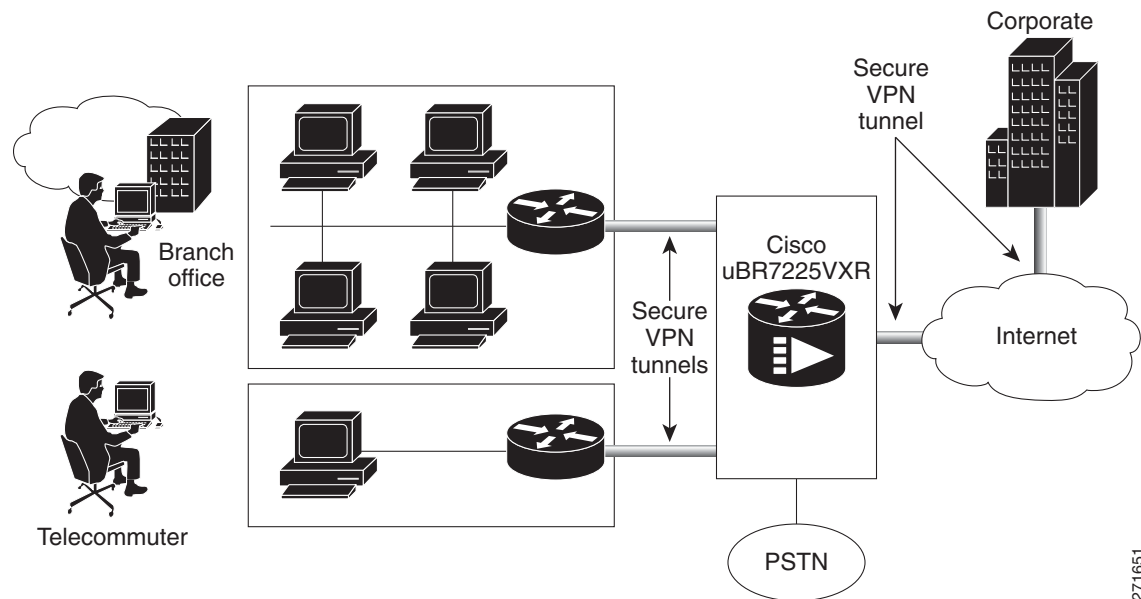 Corporate
Secure
VPN
tunnel
Branch
office
Cisco
uBR7225VXR
Secure
VPN
tunnels
Internet
Telecommuter
PSTN
271651